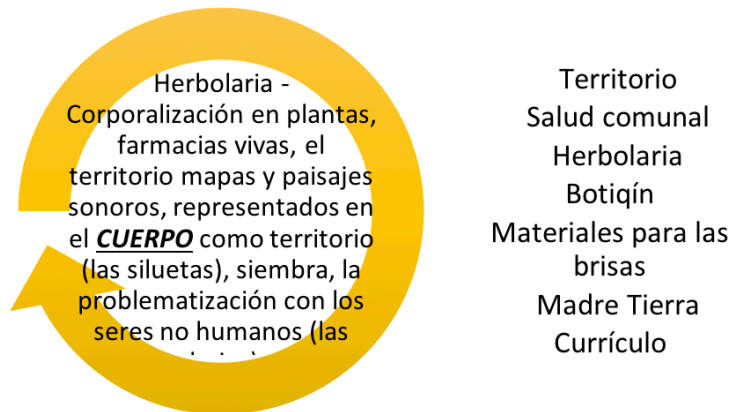 Herbolaria -
Corporalización en plantas,
farmacias vivas, el
territorio mapas y paisajes
sonoros, representados en
el CUERPO como territorio
(las siluetas), siembra, la
problematización con los
seres no humanos (las
Territorio
Salud comunal
Herbolaria
Botiqín
Materiales para las
brisas
Madre Tierra
Currículo